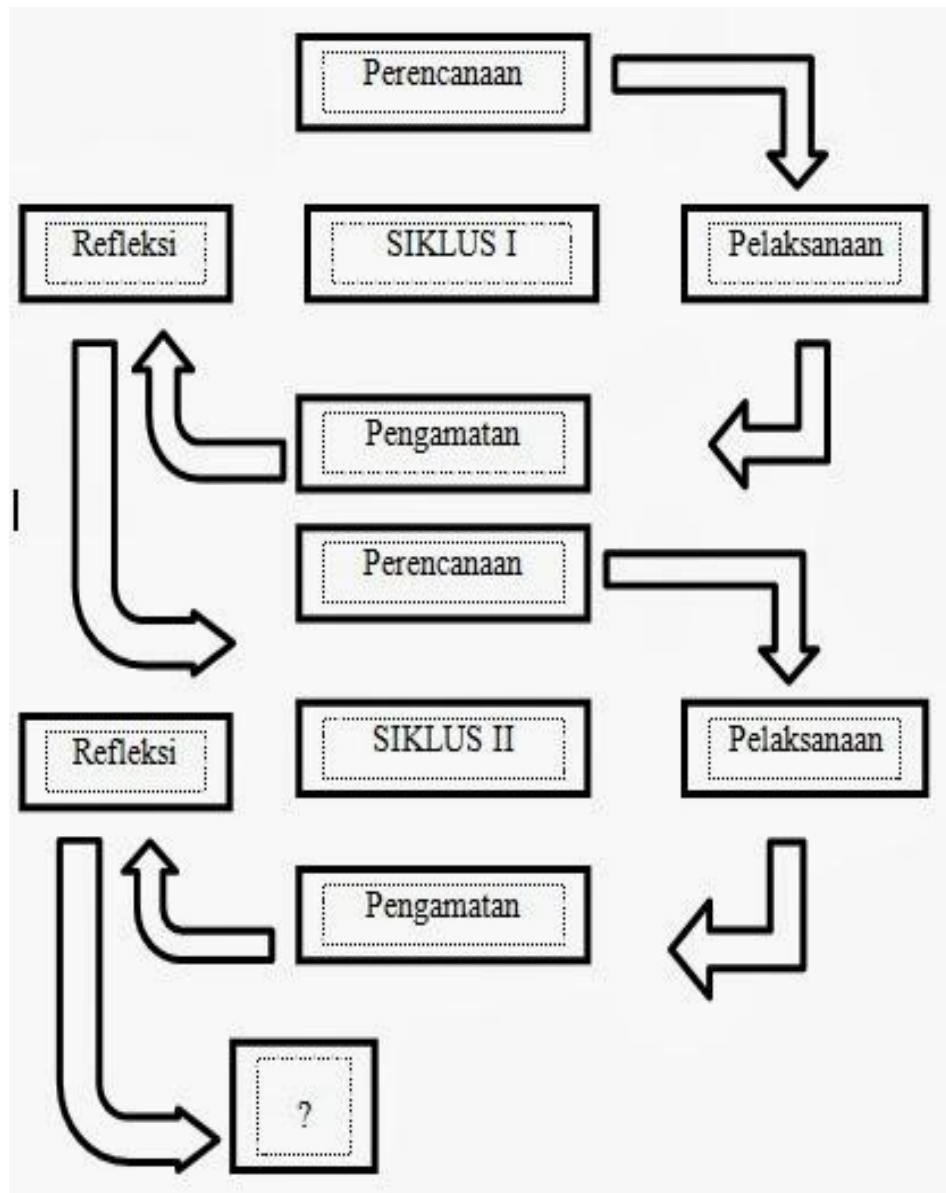 Perencanaan
Refleksi
SIKLUS I
Pelaksanaan
Pengamatan
Perencanaan
Refleksi
SIKLUS II
Pelaksanaan
Pengamatan
?